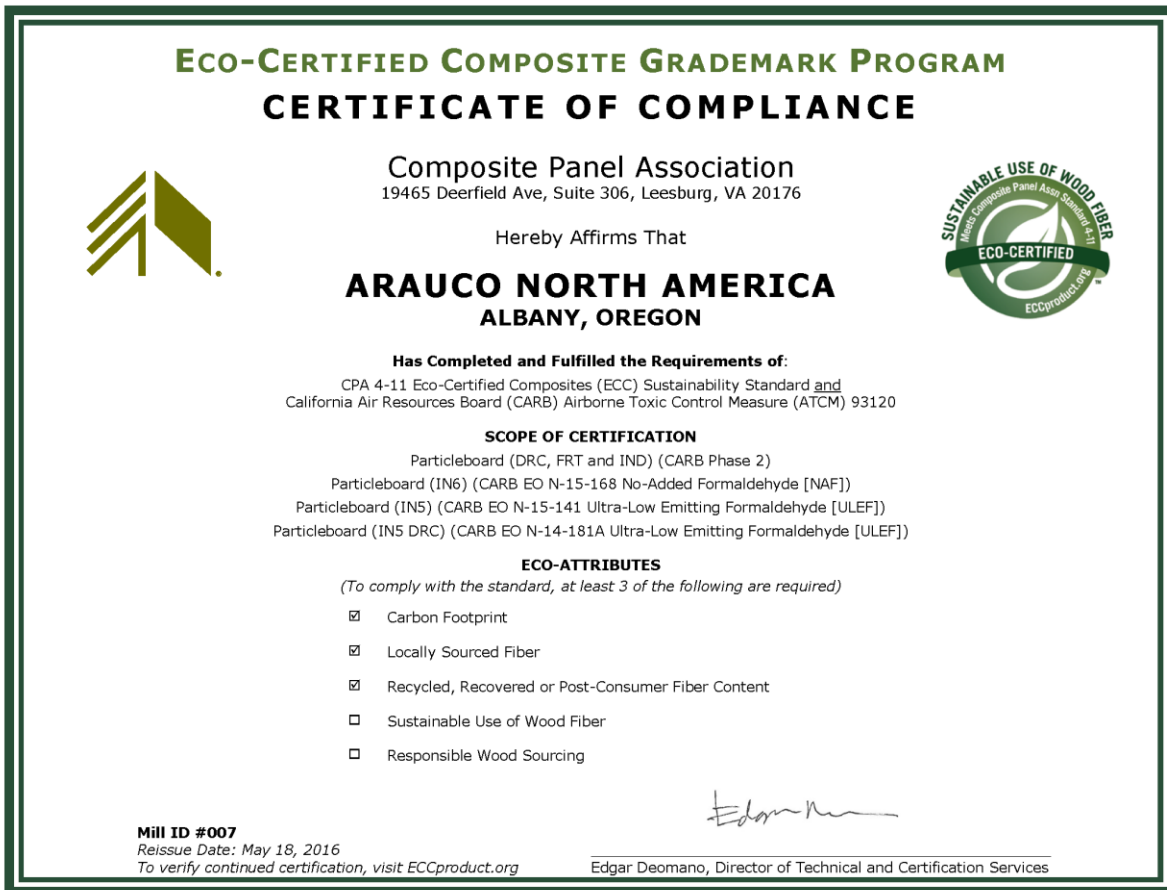 ECO-CERTIFIED COMPOSITE GRADEMARK PROGRAM
CERTIFICATE OF COMPLIANCE
Composite Panel Association
19465 Deerfield Ave, Suite 306, Leesburg, VA 20176
SUSTAINABLE USE OF WOOD FIBER
Meets Composite Panel Assn Standard 4-11
ECO-CERTIFIED
ECCproduct.org
TM
Hereby Affirms That
ARAUCO NORTH AMERICA
ALBANY, OREGON
Has Completed and Fulfilled the Requirements of:
CPA 4-11 Eco-Certified Composites (ECC) Sustainability Standard and
California Air Resources Board (CARB) Airborne Toxic Control Measure (ATCM) 93120
SCOPE OF CERTIFICATION
Particleboard (DRC, FRT and IND) (CARB Phase 2)
Particleboard (IN6) (CARB EO N-15-168 No-Added Formaldehyde [NAF])
Particleboard (IN5) (CARB EO N-15-141 Ultra-Low Emitting Formaldehyde [ULEF])
Particleboard (IN5 DRC) (CARB EO N-14-181A Ultra-Low Emitting Formaldehyde [ULEF])
ECO-ATTRIBUTES
(To comply with the standard, at least 3 of the following are required)
☑ Carbon Footprint
☑ Locally Sourced Fiber
☑ Recycled, Recovered or Post-Consumer Fiber Content
☐ Sustainable Use of Wood Fiber
☐ Responsible Wood Sourcing
Mill ID #007
Reissue Date: May 18, 2016
To verify continued certification, visit ECCproduct.org
Edgar Deomano, Director of Technical and Certification Services